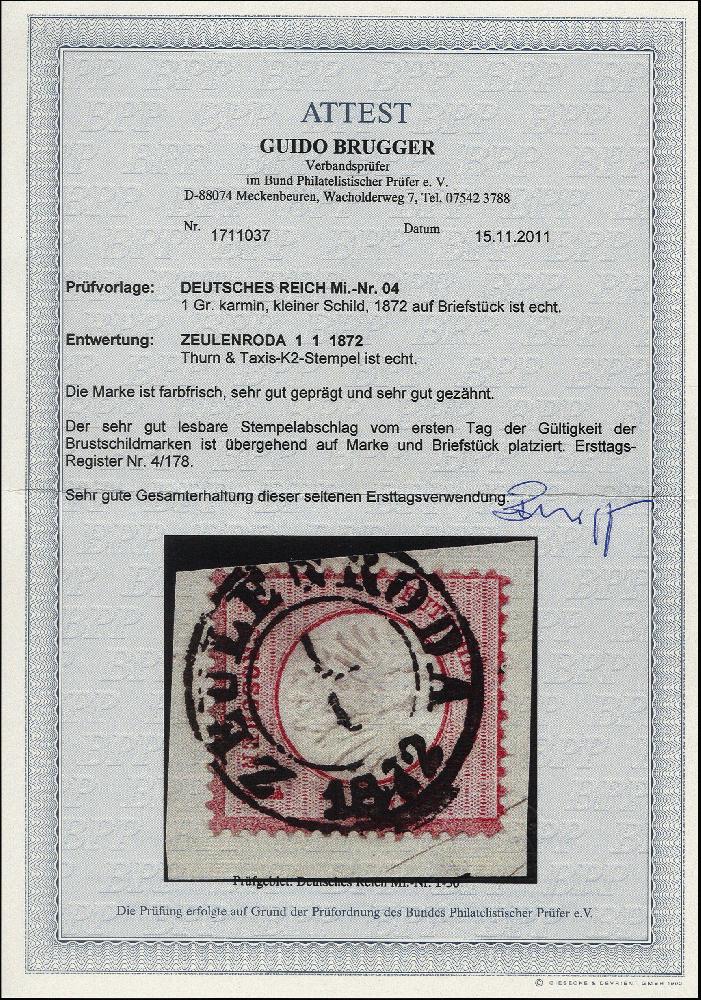 ATTEST
GUIDO BRUGGER
Verbandsprüfer
im Bund Philatelistischer Prüfer e. V.
D-88074 Meckenbeuren, Wacholderweg 7, Tel. 07542 3788
Nr. 1711037 Datum 15.11.2011
Prüfvorlage: DEUTSCHES REICH Mi.-Nr. 04
1 Gr. karmin, kleiner Schild, 1872 auf Briefstück ist echt.
Entwertung: ZEULENRODA 1 1 1872
Thurn & Taxis-K2-Stempel ist echt.
Die Marke ist farbfrisch, sehr gut geprägt und sehr gut gezähnt.
Der sehr gut lesbare Stempelabschlag vom ersten Tag der Gültigkeit der
Brustschildmarken ist übergehend auf Marke und Briefstück platziert. Ersttags-
Register Nr. 4/178.
Sehr gute Gesamterhaltung dieser seltenen Ersttagsverwendung.
ZEULENRODA
1
1
1872
Prüfgebiet: Deutsches Reich Mi.-Nr. 1-30
Die Prüfung erfolgte auf Grund der Prüfordnung des Bundes Philatelistischer Prüfer e.V.
© GIESECKE & DEVRIENT GMBH